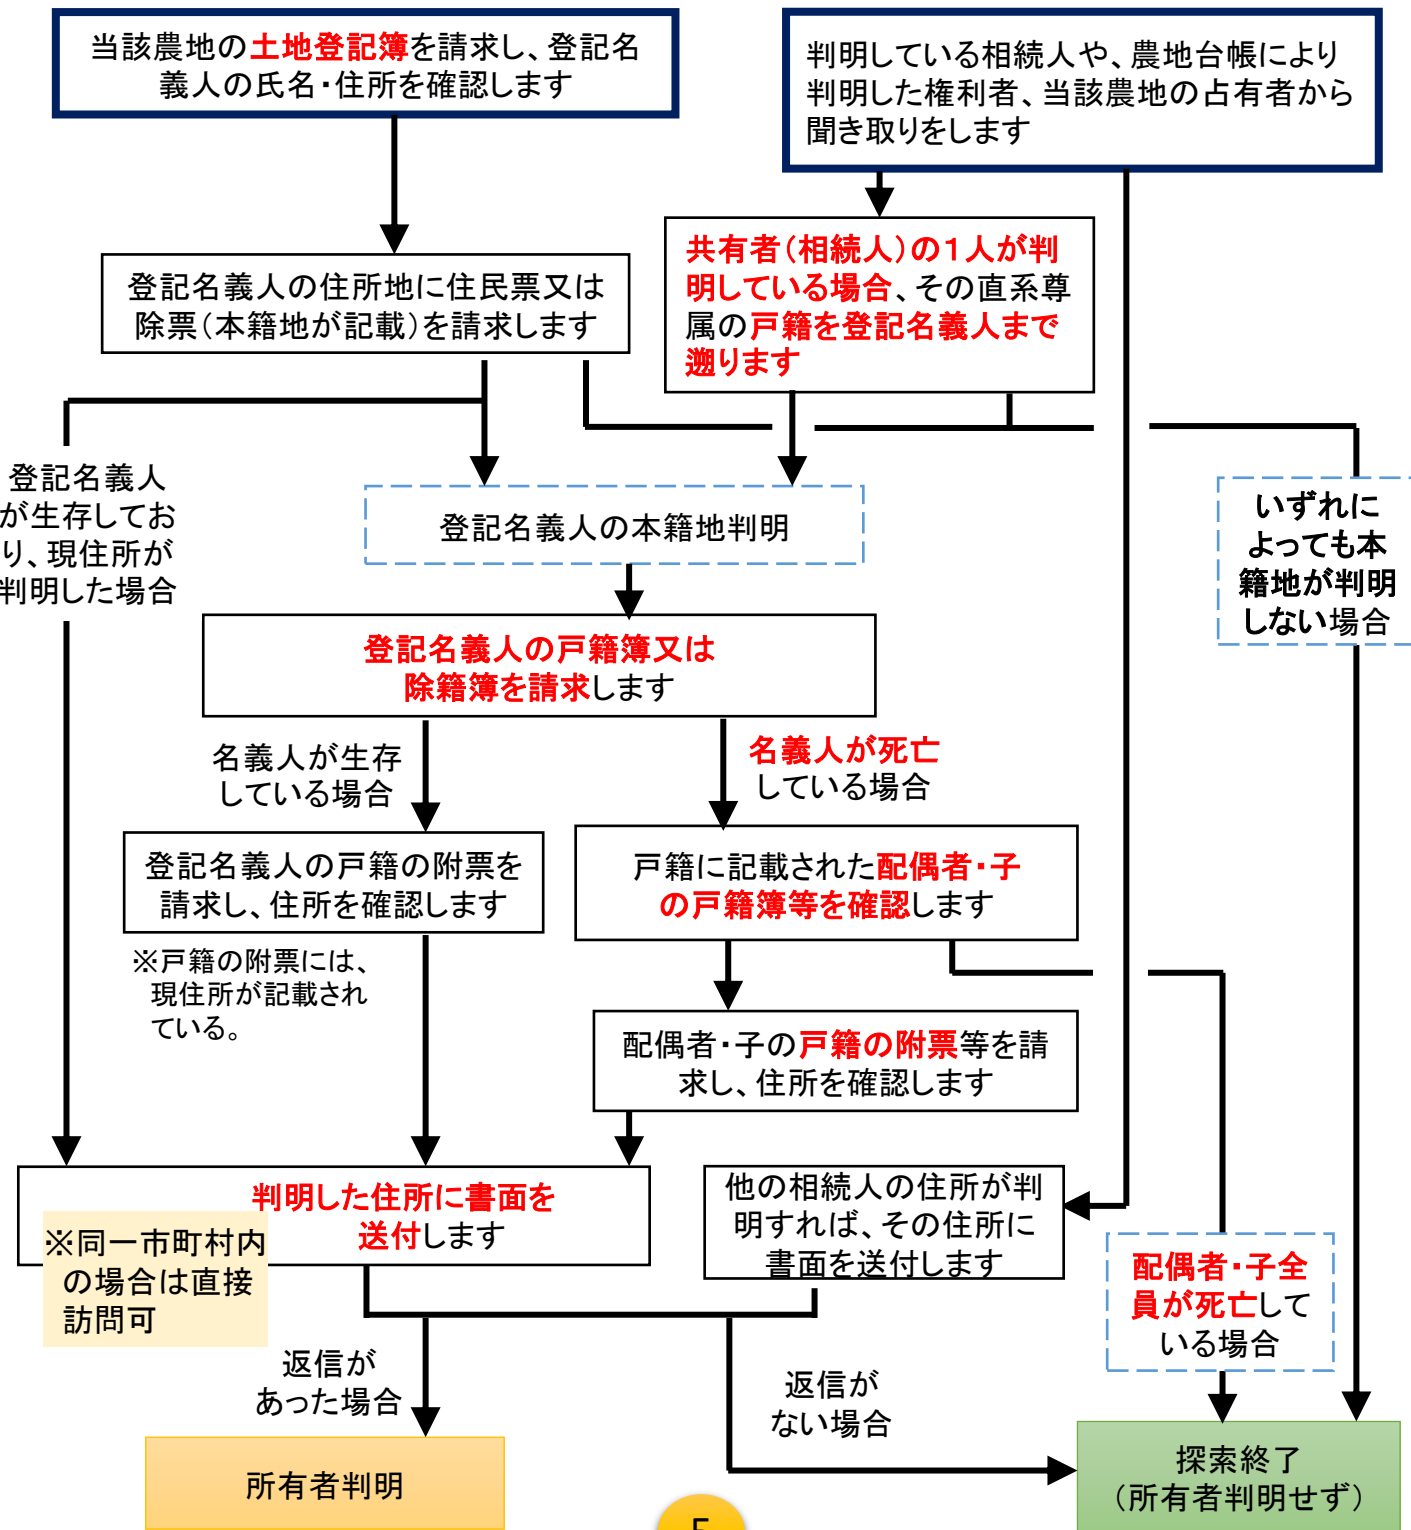 当該農地の土地登記簿を請求し、登記名
義人の氏名・住所を確認します
判明している相続人や、農地台帳により
判明した権利者、当該農地の占有者から
聞き取りをします
登記名義人の住所地に住民票又は
除票（本籍地が記載）を請求します
共有者（相続人）の１人が判
明している場合、その直系尊
属の戸籍を登記名義人まで
遡ります
登記名義人
が生存してお
り、現住所が
判明した場合
登記名義人の本籍地判明
いずれに
よっても本
籍地が判明
しない場合
登記名義人の戸籍簿又は
除籍簿を請求します
名義人が生存
している場合
名義人が死亡
している場合
登記名義人の戸籍の附票を
請求し、住所を確認します
※戸籍の附票には、
現住所が記載され
ている。
戸籍に記載された配偶者・子
の戸籍簿等を確認します
配偶者・子の戸籍の附票等を請
求し、住所を確認します
判明した住所に書面を
送付します
※同一市町村内
の場合は直接
訪問可
他の相続人の住所が判
明すれば、その住所に
書面を送付します
配偶者・子全
員が死亡して
いる場合
返信が
あった場合
返信が
ない場合
所有者判明
探索終了
（所有者判明せず）
5